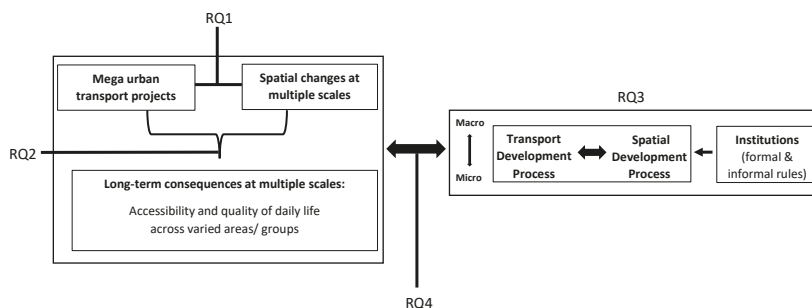 RQ1
Mega urban
transport projects
Spatial changes at
multiple scales
RQ2
Long-term consequences at multiple scales:
Accessibility and quality of daily life
across varied areas/ groups
RQ3
Macro
Micro
Transport
Development
Process
Spatial
Development
Process
Institutions
(formal &
informal rules)
RQ4